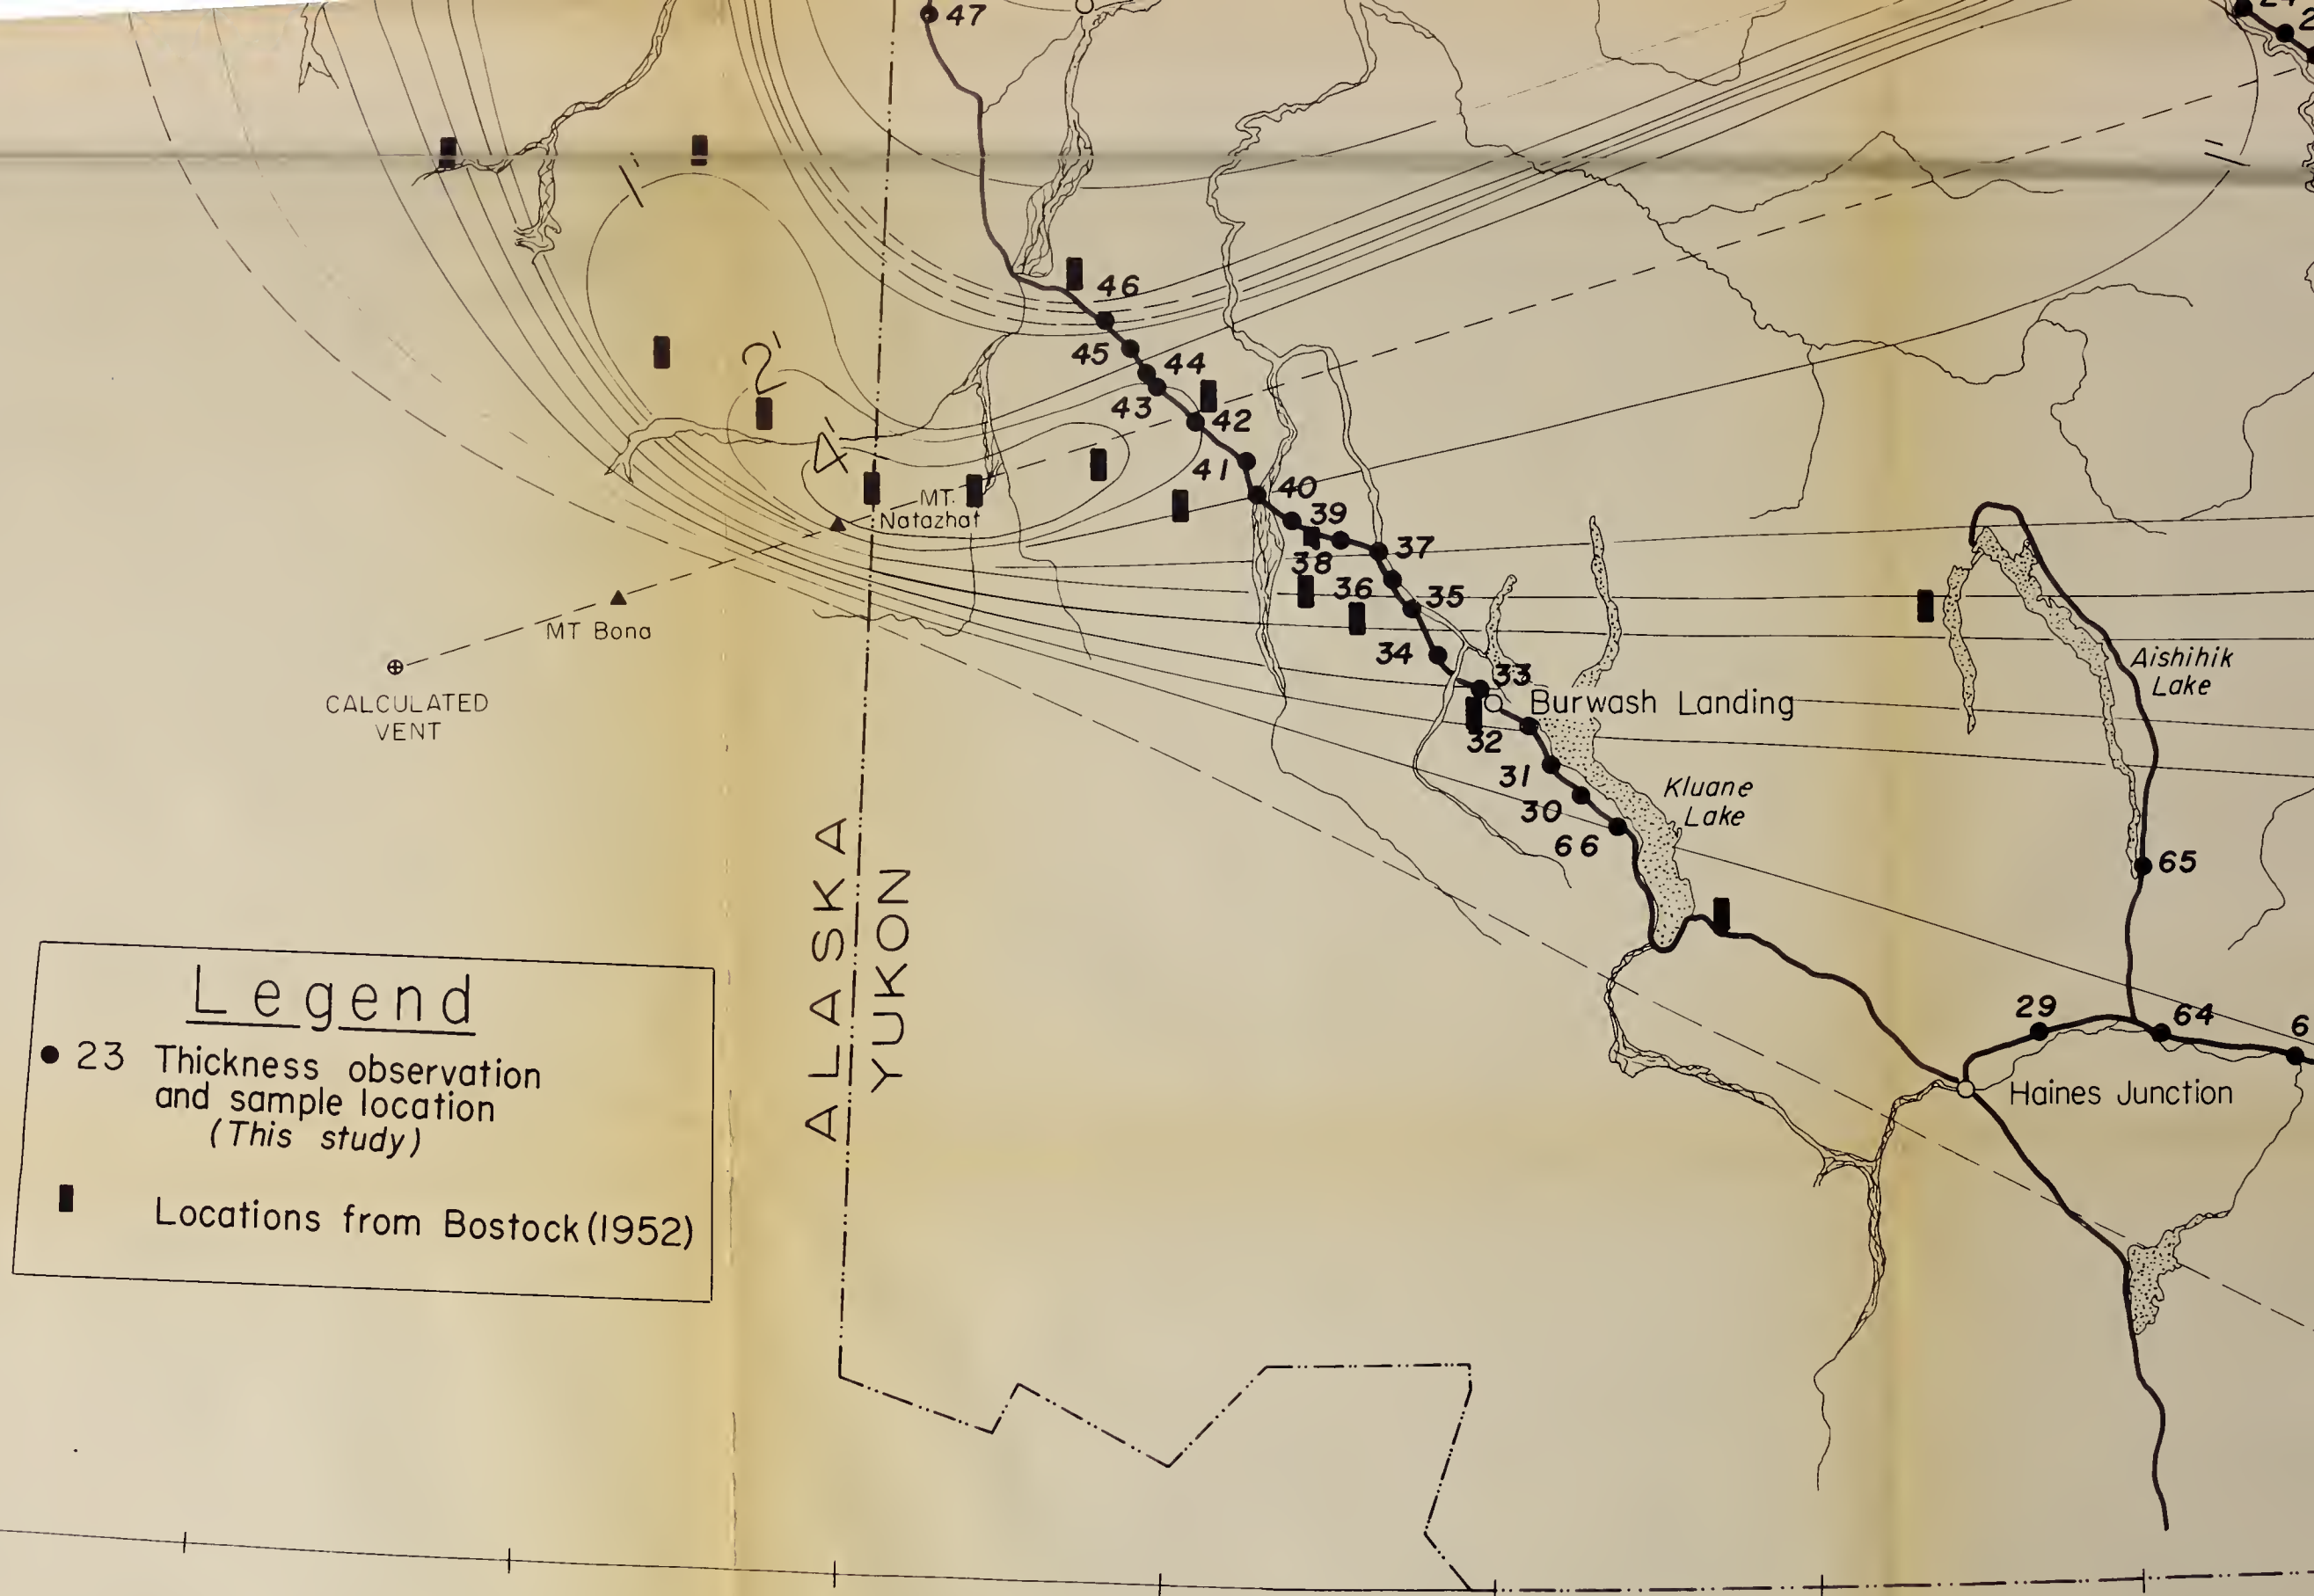 47
1'
46
45
44
2'
43
42
4'
41
40
MT.
Natazhat
39
38
37
36
35
MT Bona
34
33
Aishihik
Lake
CALCULATED
VENT
Burwash Landing
32
31
Kluane
Lake
30
66
65
ALASKA
YUKON
Legend
29
64
6
23 Thickness observation
and sample location
(This study)
Haines Junction
Locations from Bostock (1952)